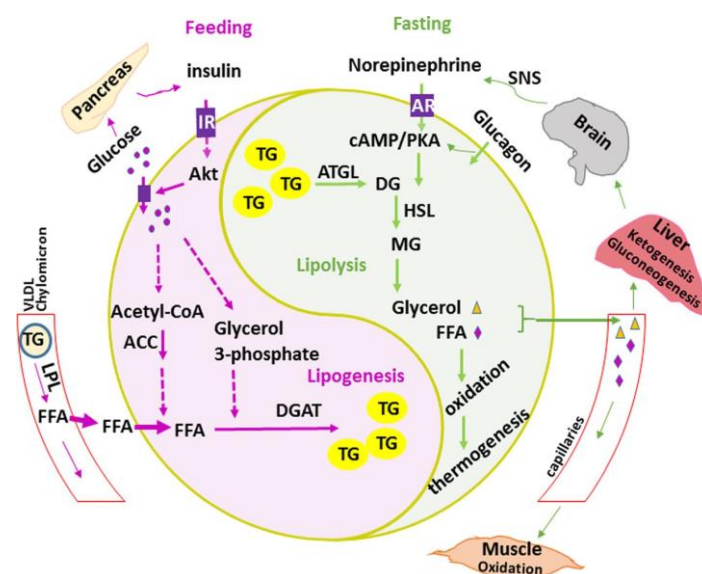 Feeding
Fasting
Pancreas
insulin
Norepinephrine
SNS
Glucose
IR
AR
Brain
Akt
cAMP/PKA
Glucagon
TG
TG
TG
ATGL
DG
HSL
MG
Lipolysis
Liver
Ketogenesis
Gluconeogenesis
VLDL
Chylomicron
TG
LPL
Acetyl-CoA
ACC
Glycerol
3-phosphate
Glycerol
FFA
oxidation
thermogenesis
Lipogenesis
FFA
FFA
FFA
DGAT
TG
TG
TG
capillaries
Muscle
Oxidation